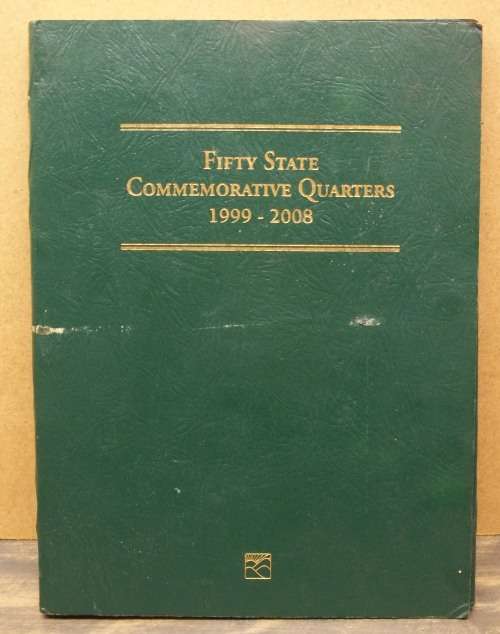 FIFTY STATE
COMMEMORATIVE QUARTERS
1999 - 2008